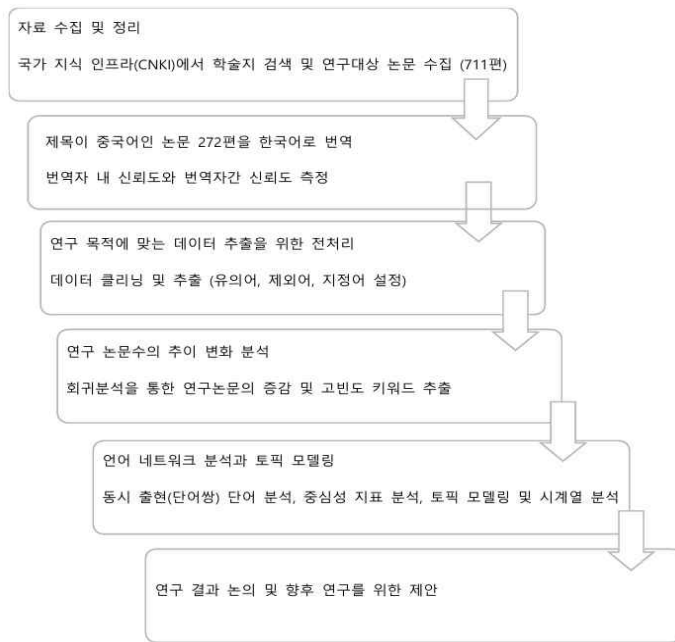 자료 수집 및 정리
국가 지식 인프라(CNKI)에서 학술지 검색 및 연구대상 논문 수집 (711편)
제목이 중국어인 논문 272편을 한국어로 번역
번역자 내 신뢰도와 번역자간 신뢰도 측정
연구 목적에 맞는 데이터 추출을 위한 전처리
데이터 클리닝 및 추출 (유의어, 제외어, 지정어 설정)
연구 논문수의 추이 변화 분석
회귀분석을 통한 연구논문의 증감 및 고빈도 키워드 추출
언어 네트워크 분석과 토픽 모델링
동시 출현(단어쌍) 단어 분석, 중심성 지표 분석, 토픽 모델링 및 시계열 분석
연구 결과 논의 및 향후 연구를 위한 제안